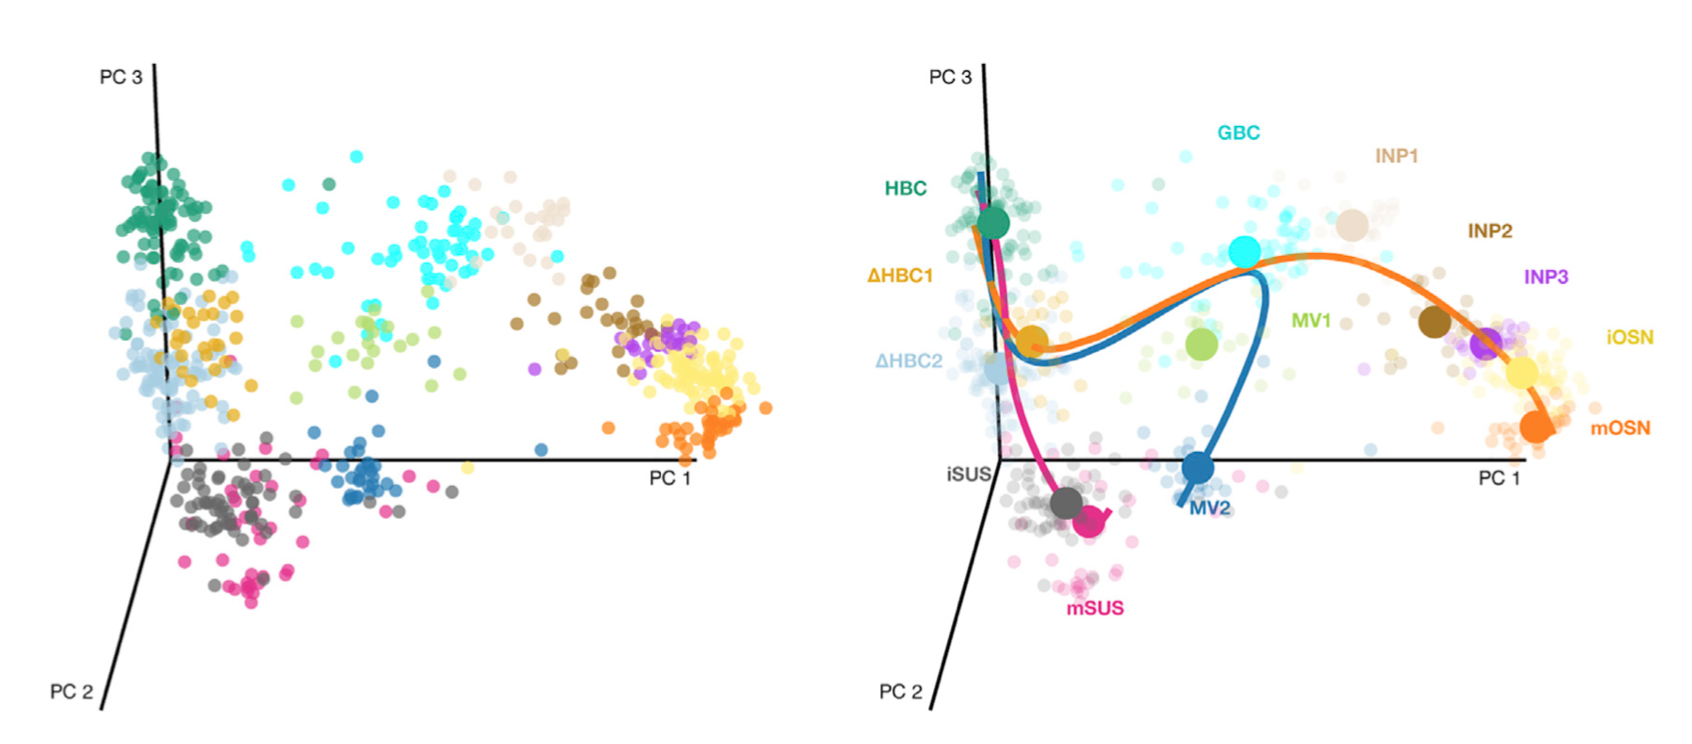 PC 3
PC 1
PC 2
PC 3
GBC
INP1
HBC
INP2
ΔHBC1
INP3
MV1
iOSN
ΔHBC2
mOSN
iSUS
PC 1
MV2
mSUS
PC 2